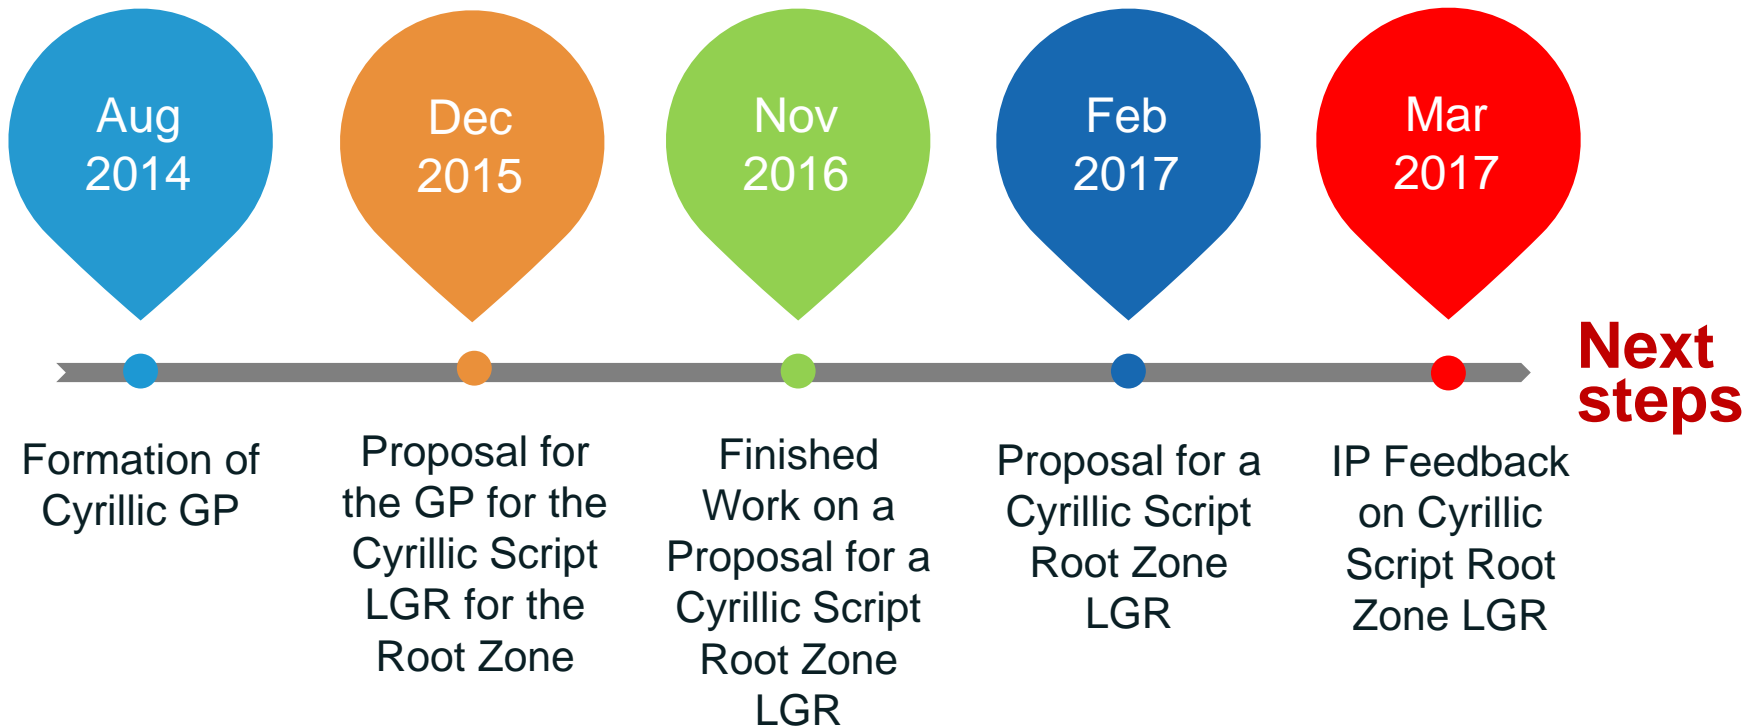 Aug
2014
Dec
2015
Nov
2016
Feb
2017
Mar
2017
Next
steps
Formation of
Cyrillic GP
Proposal for
the GP for the
Cyrillic Script
LGR for the
Root Zone
Finished
Work on a
Proposal for a
Cyrillic Script
Root Zone
LGR
Proposal for a
Cyrillic Script
Root Zone
LGR
IP Feedback
on Cyrillic
Script Root
Zone LGR